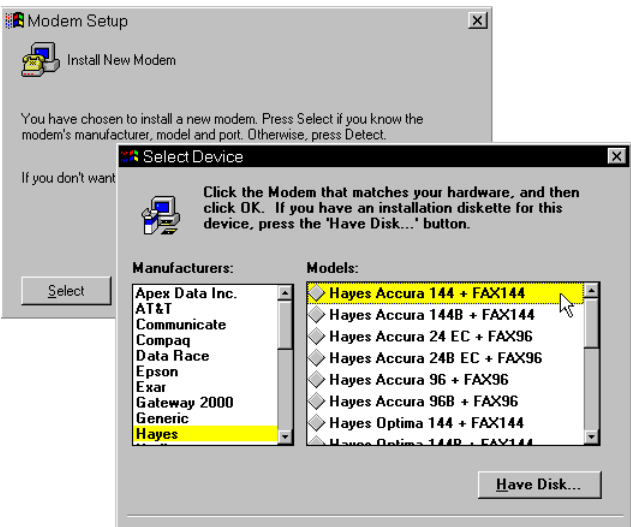 Modem Setup
Install New Modem
You have chosen to install a new modem. Press Select if you know the
modem's manufacturer, model and port. Otherwise, press Detect.
If you don't want
Select
Select Device
Click the Modem that matches your hardware, and then
click OK. If you have an installation diskette for this
device, press the 'Have Disk...' button.
Manufacturers:
Apex Data Inc.
AT&T
Communicate
Compaq
Data Race
Epson
Exar
Gateway 2000
Generic
Hayes
Models:
Hayes Accura 144 + FAX144
Hayes Accura 144B + FAX144
Hayes Accura 24 EC + FAX96
Hayes Accura 24B EC + FAX96
Hayes Accura 96 + FAX96
Hayes Accura 96B + FAX96
Hayes Optima 144 + FAX144
Hayes Optima 144B + FAX144
Have Disk...